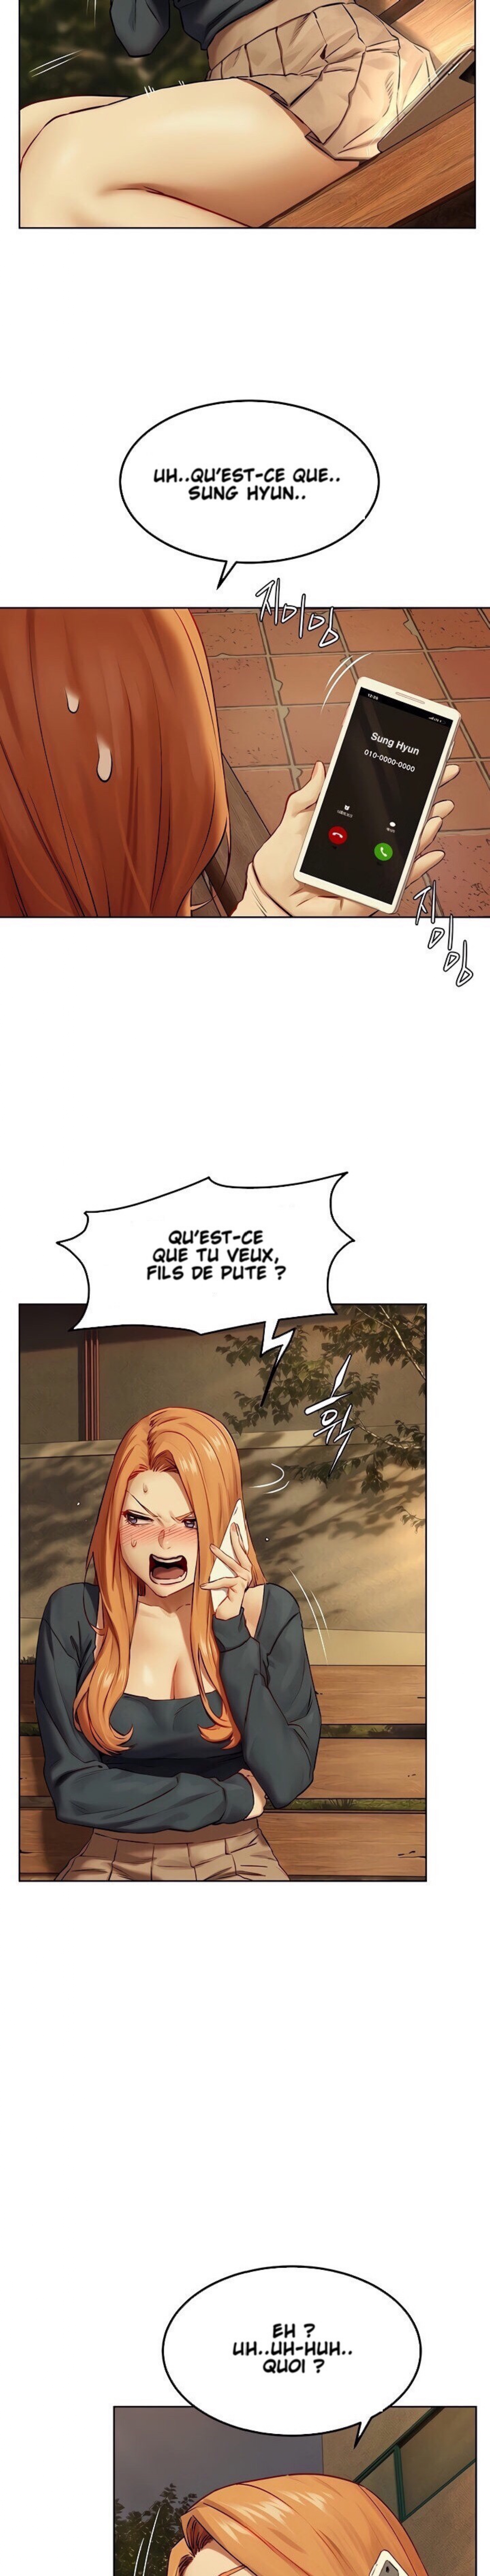 UH..QU'EST-CE QUE..
SUNG HYUN..
지이잉
Sung Hyun
010-0000-0000
지이잉
QU'EST-CE
QUE TU VEUX,
FILS DE PUTE ?
휙
EH ?
UH..UH-HUH..
QUOI ?